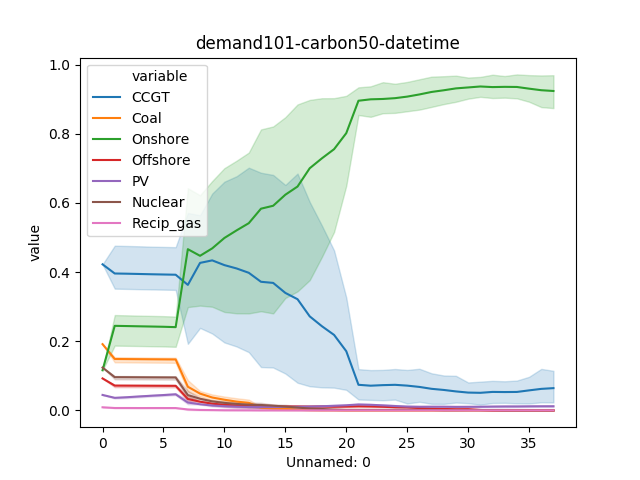 demand101-carbon50-datetime
variable
CCGT
Coal
Onshore
Offshore
PV
Nuclear
Recip_gas
value
1.0
0.8
0.6
0.4
0.2
0.0
0 5 10 15 20 25 30 35
Unnamed: 0